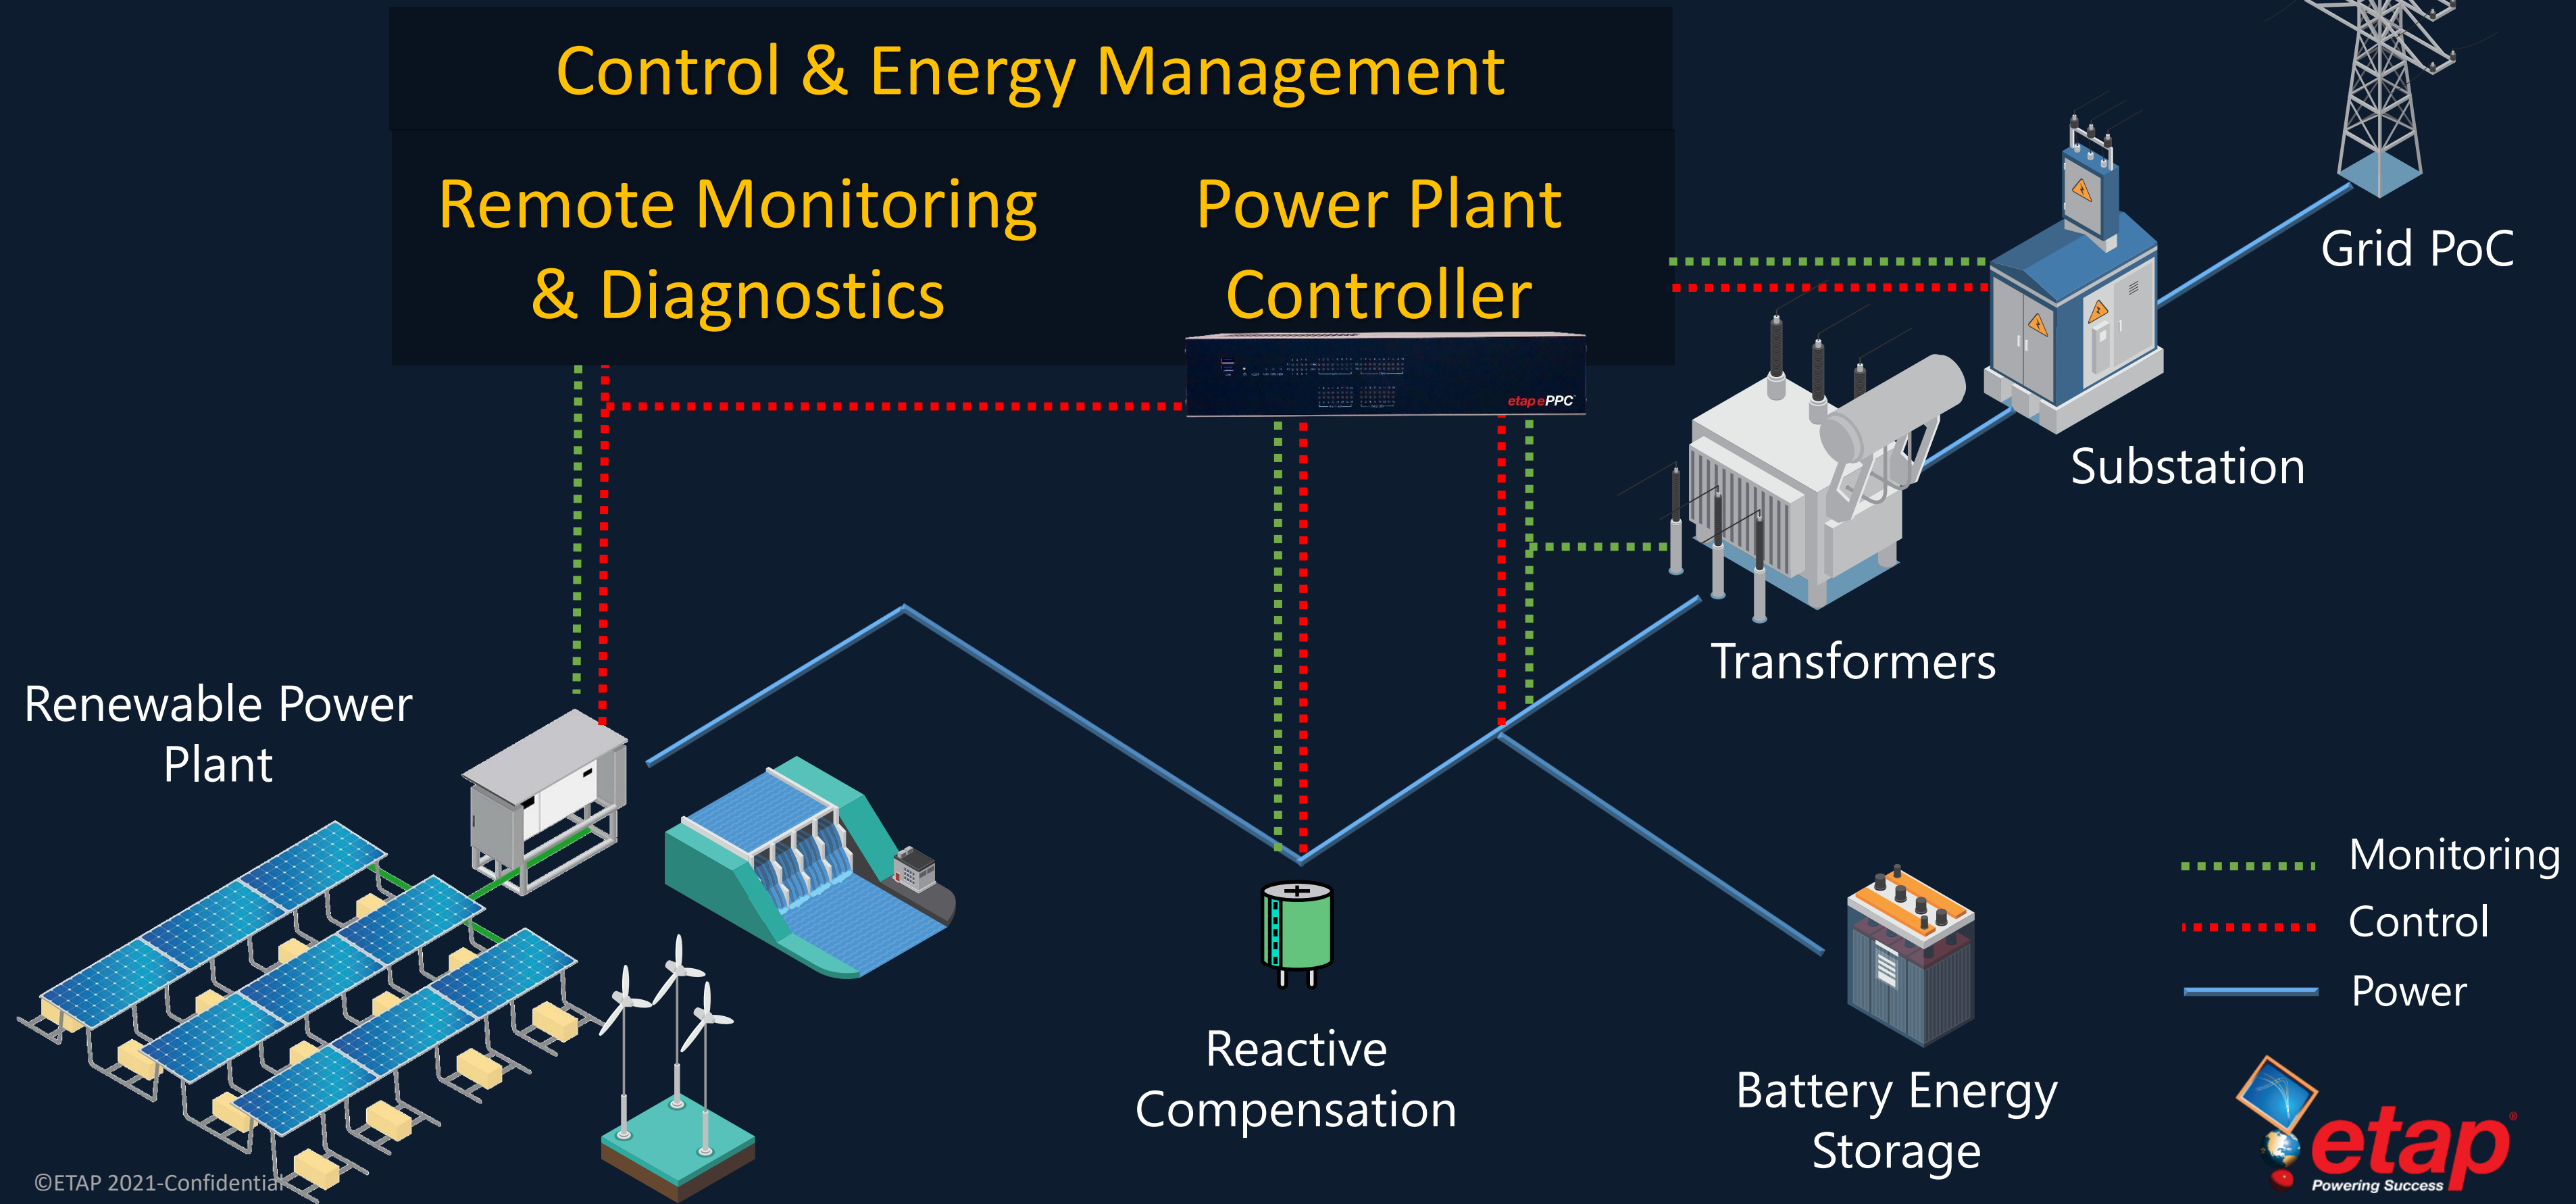 Control & Energy Management
Remote Monitoring
& Diagnostics
Power Plant
Controller
etap ePPC
Grid PoC
Substation
Transformers
Renewable Power
Plant
Reactive
Compensation
Battery Energy
Storage
Monitoring
Control
Power
©ETAP 2021-Confidential
etap®
Powering Success